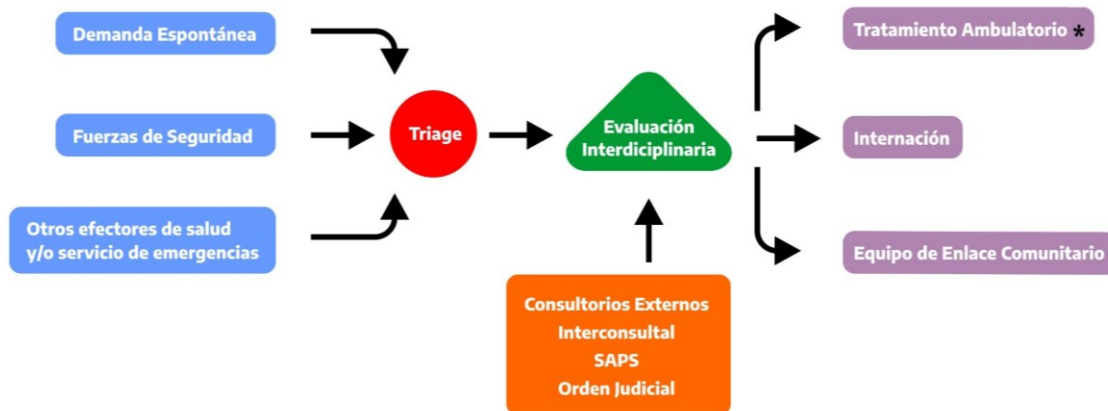 Demanda Espontánea
Fuerzas de Seguridad
Otros efectores de salud
y/o servicio de emergencias
Triage
Evaluación
Interdiciplinaria
Consultorios Externos
Interconsultal
SAPS
Orden Judicial
Tratamiento Ambulatorio *
Internación
Equipo de Enlace Comunitario